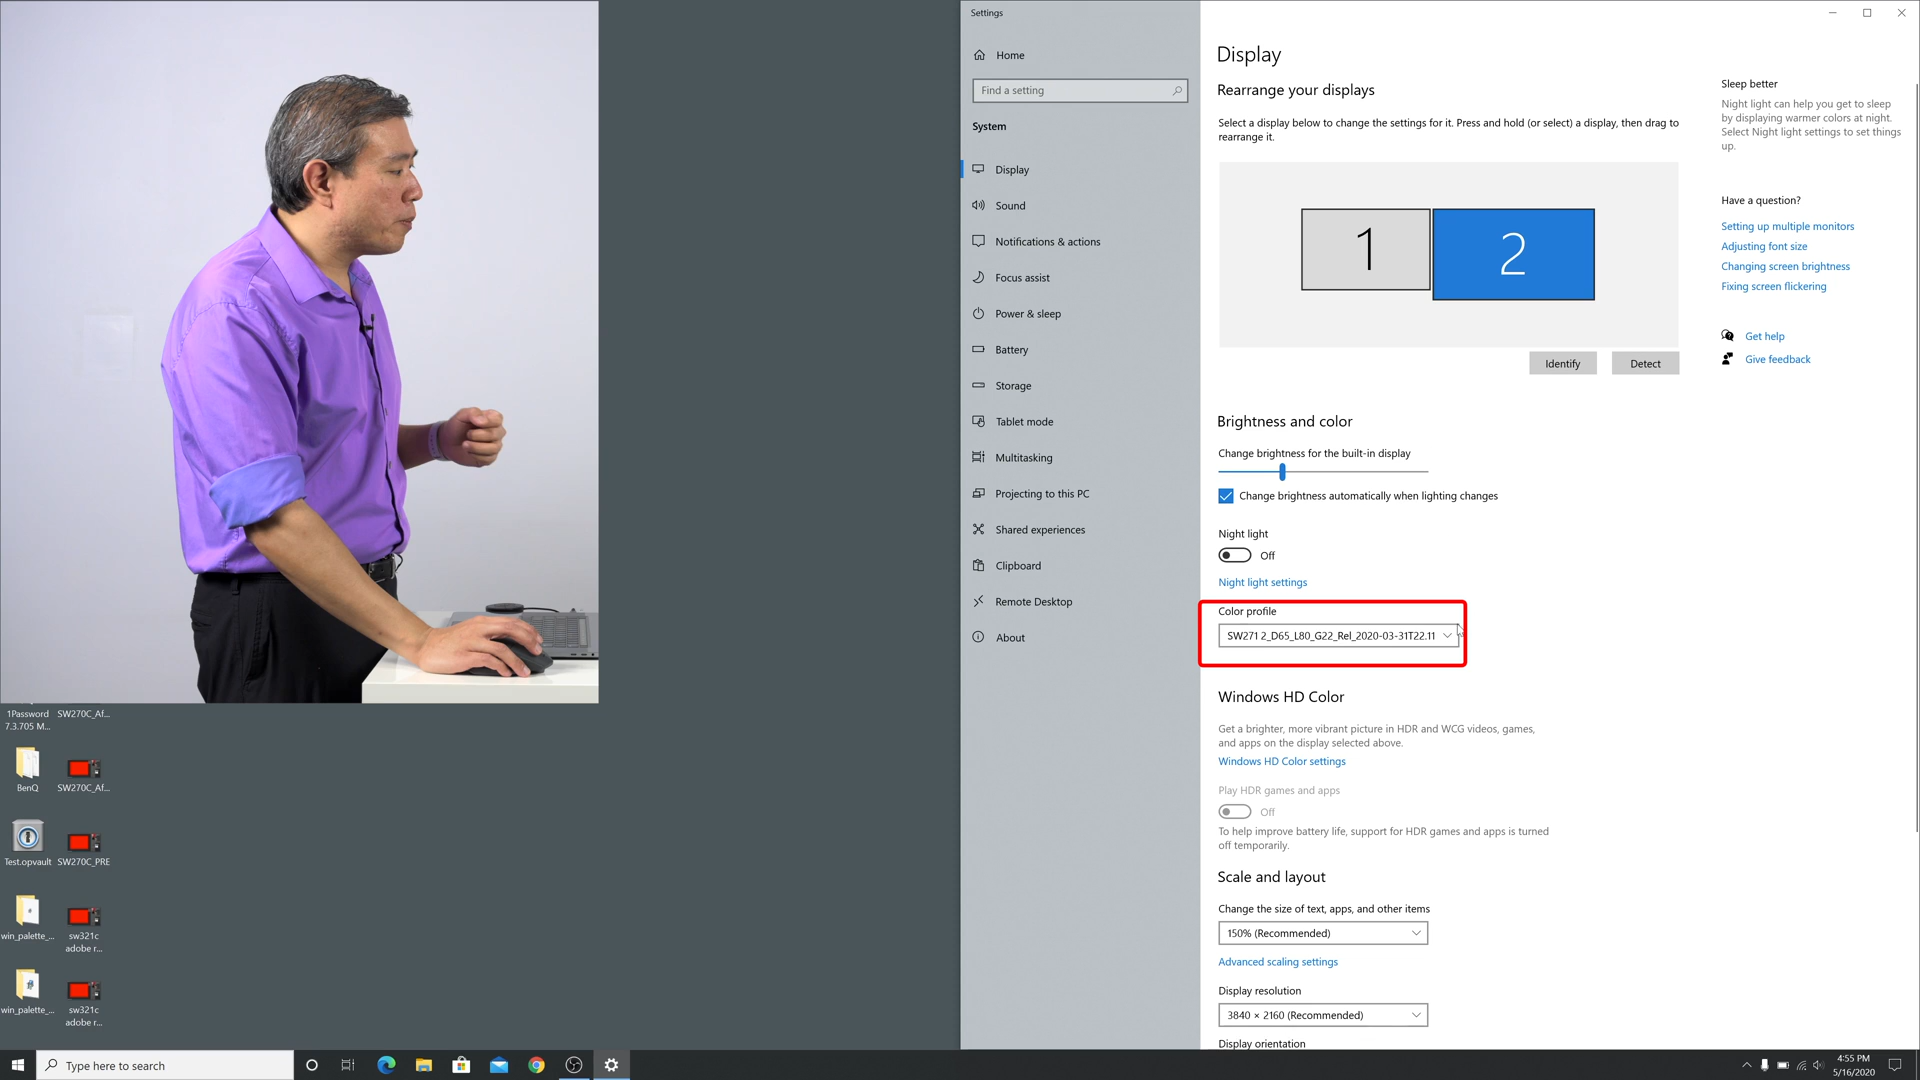 Settings
Home
Find a setting
System
Display
Sound
Notifications & actions
Focus assist
Power & sleep
Battery
Storage
Tablet mode
Multitasking
Projecting to this PC
Shared experiences
Clipboard
Remote Desktop
About
Display
Rearrange your displays
Select a display below to change the settings for it. Press and hold (or select) a display, then drag to
rearrange it.
1
2
Identify
Detect
Brightness and color
Change brightness for the built-in display
Change brightness automatically when lighting changes
Night light
Off
Night light settings
Color profile
SW271 2_D65_L80_G22_Rel_2020-03-31T22.11
Windows HD Color
Get a brighter, more vibrant picture in HDR and WCG videos, games,
and apps on the display selected above.
Windows HD Color settings
Play HDR games and apps
Off
To help improve battery life, support for HDR games and apps is turned
off temporarily.
Scale and layout
Change the size of text, apps, and other items
150% (Recommended)
Advanced scaling settings
Display resolution
3840 × 2160 (Recommended)
Display orientation
Sleep better
Night light can help you get to sleep
by displaying warmer colors at night.
Select Night light settings to set things
up.
Have a question?
Setting up multiple monitors
Adjusting font size
Changing screen brightness
Fixing screen flickering
Get help
Give feedback
1Password
7.3.705 M...
SW270C_Af...
BenQ
SW270C_Af...
Test.opvault
SW270C_PRE
win_palette_...
sw321c
adobe r...
win_palette_...
sw321c
adobe r...
Type here to search
4:55 PM
5/16/2020